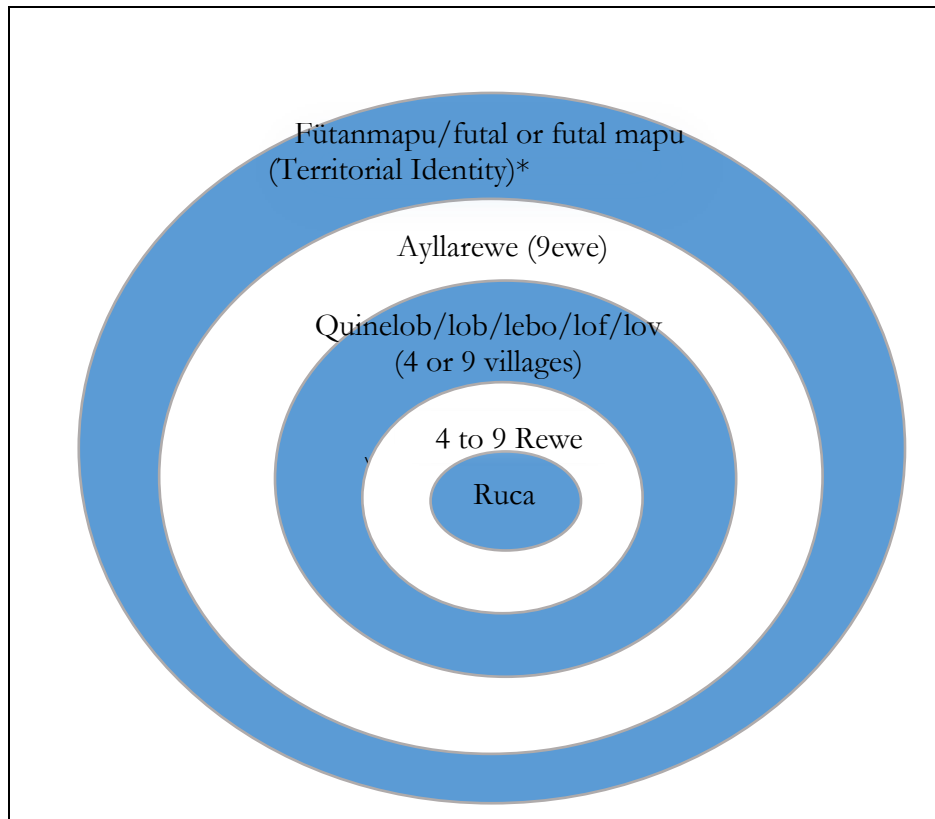 Fütanmapu/futal or futal mapu
(Territorial Identity)*
Ayllarewe (9ewe)
Quinelob/lob/lebo/lof/lov
(4 or 9 villages)
4 to 9 Rewe
Ruca